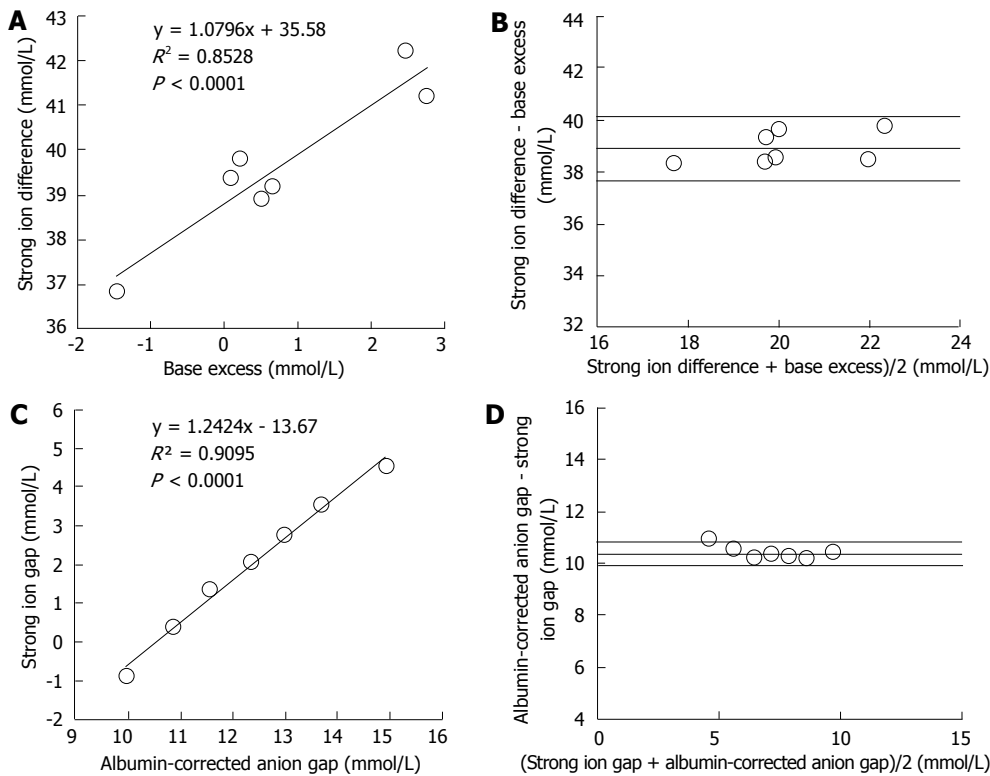 A
y = 1.0796x + 35.58
R² = 0.8528
P < 0.0001
Strong ion difference (mmol/L)
43
42
41
40
39
38
37
36
-2 -1 0 1 2 3
Base excess (mmol/L)
B
Strong ion difference - base excess
(mmol/L)
44
42
40
38
36
34
32
16 18 20 22 24
Strong ion difference + base excess)/2 (mmol/L)
C
y = 1.2424x - 13.67
R² = 0.9095
P < 0.0001
Strong ion gap (mmol/L)
6
5
4
3
2
1
0
-1
-2
9 10 11 12 13 14 15 16
Albumin-corrected anion gap (mmol/L)
D
Albumin-corrected anion gap - strong
ion gap (mmol/L)
16
14
12
10
8
6
4
0 5 10 15
(Strong ion gap + albumin-corrected anion gap)/2 (mmol/L)